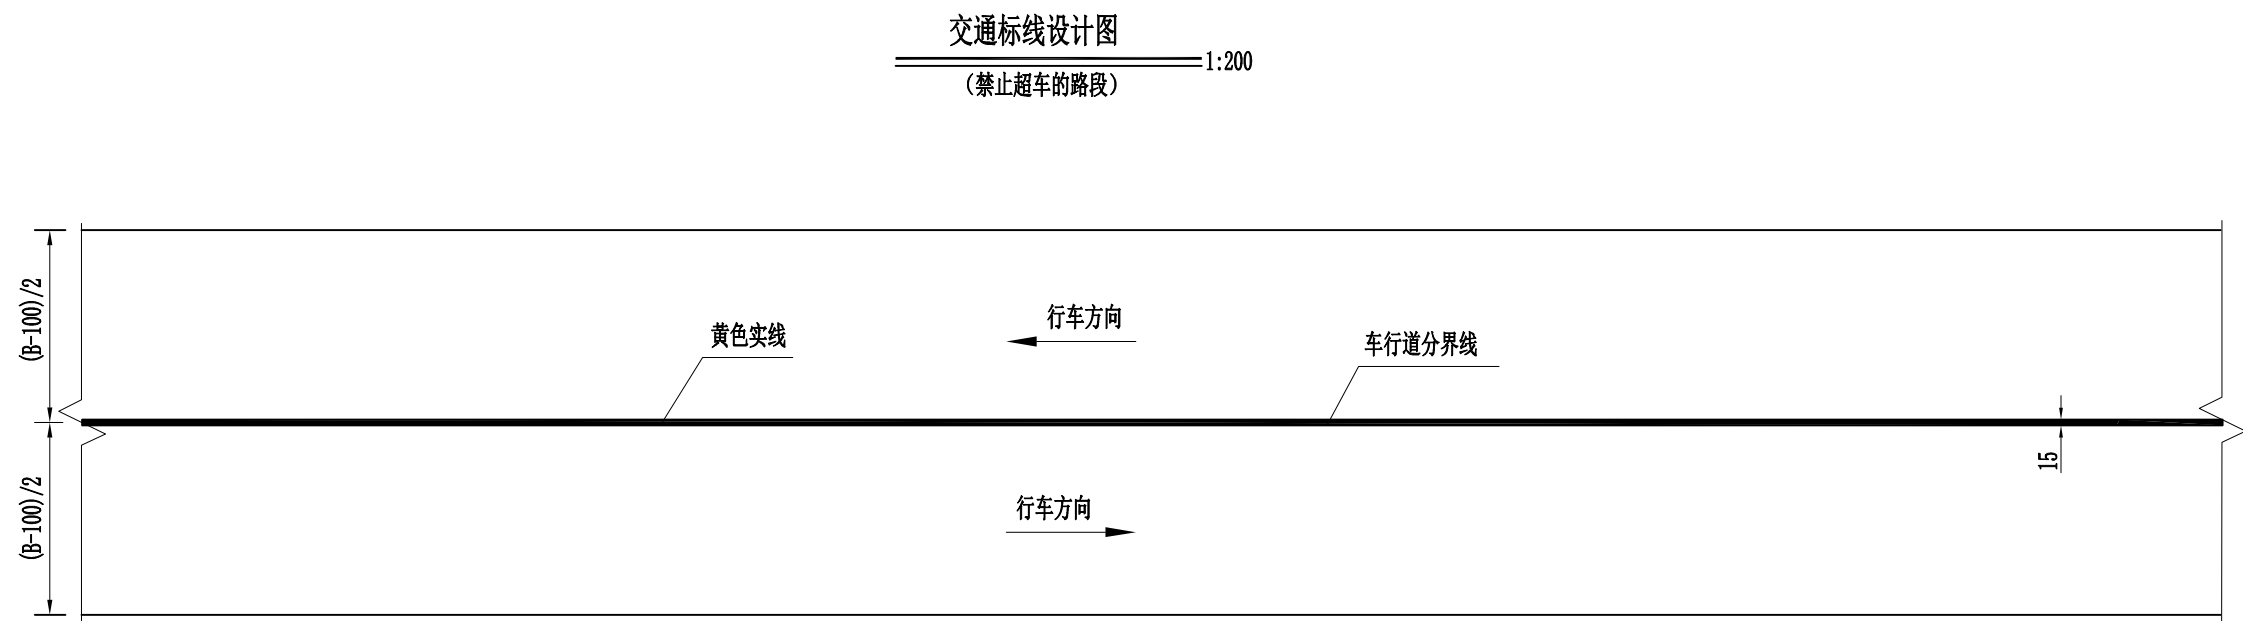 交通标线设计图
1:200
(禁止超车的路段)
(B-100)/2
黄色实线
行车方向
车行道分界线
15
(B-100)/2
行车方向